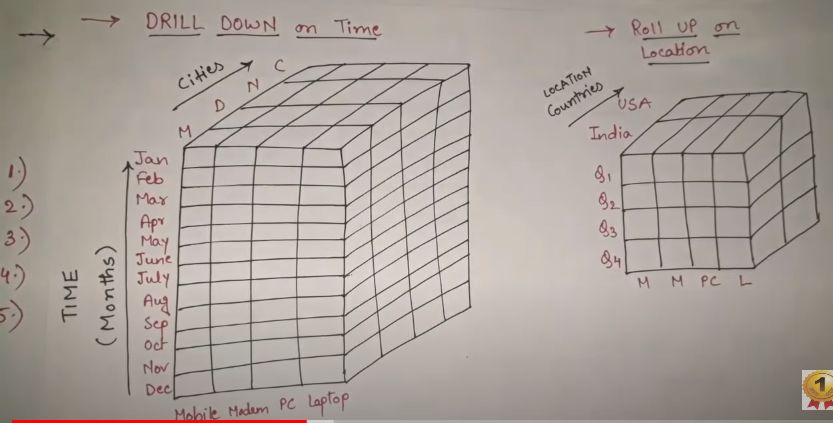 → DRILL DOWN on Time
→ Roll UP on
Location
→
Cities
C
N
D
M
LOCATION
Countries
USA
India
1.)
2.)
3.)
4.)
5.)
TIME
(Months)
Jan
Feb
Mar
Apr
May
June
July
Aug
Sep
Oct
Nov
Dec
Mobile Modem PC Laptop
Q1
Q2
Q3
Q4
M M PC L
1